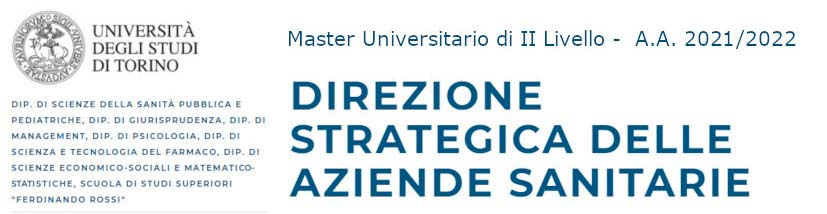 UNIVERSITÀ
DEGLI STUDI
DI TORINO
DIP. DI SCIENZE DELLA SANITÀ PUBBLICA E
PEDIATRICHE, DIP. DI GIURISPRUDENZA, DIP. DI
MANAGEMENT, DIP. DI PSICOLOGIA, DIP. DI
SCIENZA E TECNOLOGIA DEL FARMACO, DIP. DI
SCIENZE ECONOMICO-SOCIALI E MATEMATICO-
STATISTICHE, SCUOLA DI STUDI SUPERIORI
"FERDINANDO ROSSI"
Master Universitario di II Livello - A.A. 2021/2022
DIREZIONE
STRATEGICA DELLE
AZIENDE SANITARIE